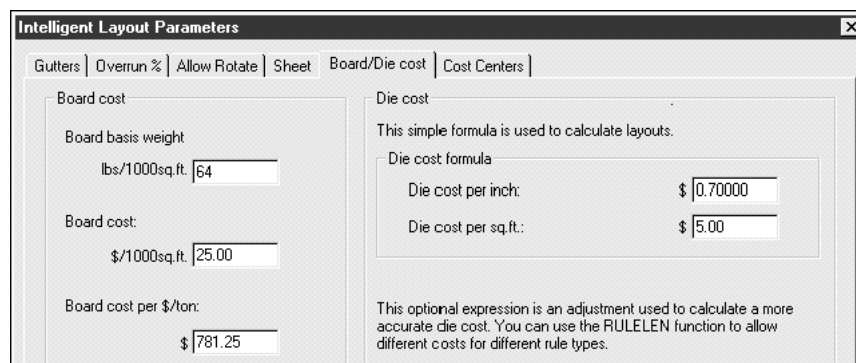 Intelligent Layout Parameters
Gutters Overrun % Allow Rotate Sheet Board/Die cost Cost Centers
Board cost
Board basis weight
lbs/1000sq.ft. 64
Board cost:
$/1000sq.ft. 25.00
Board cost per $/ton:
$ 781.25
Die cost
This simple formula is used to calculate layouts.
Die cost formula
Die cost per inch: $ 0.70000
Die cost per sq.ft.: $ 5.00
This optional expression is an adjustment used to calculate a more
accurate die cost. You can use the RULELEN function to allow
different costs for different rule types.